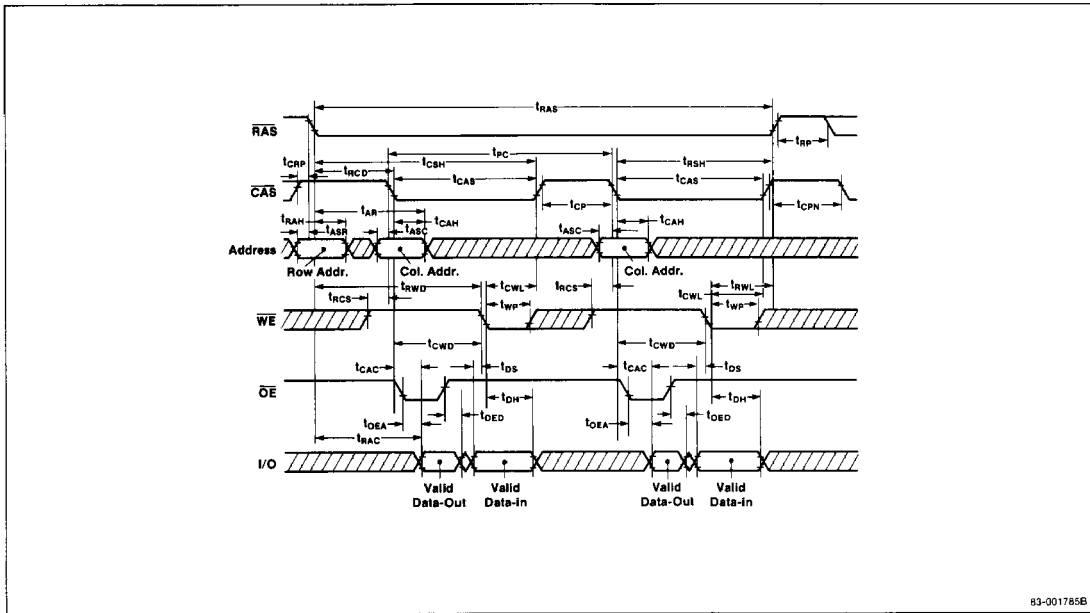 tRAS
RAS
tRP
tPC
tCRP
tCSH
tRSH
tRCD
CAS
tCAS
tCAS
tCP
tCPN
tAR
tRAH
tCAH
tCAH
tASR
tASC
tASC
Address
Row Addr.
Col. Addr.
Col. Addr.
tRWD
tCWL
tRCS
tRWL
tRCS
tCWL
tWP
tWP
WE
tCWD
tCWD
tCAC
tDS
tCAC
tDS
OE
tDH
tDH
tOED
tOED
tOEA
tOEA
tRAC
I/O
Valid Data-Out
Valid Data-in
Valid Data-Out
Valid Data-in
83-001785B